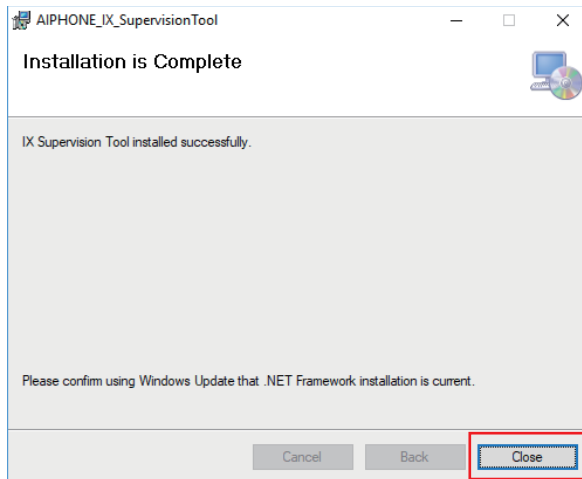 AIPHONE_IX_SupervisionTool
Installation is Complete
IX Supervision Tool installed successfully.
Please confirm using Windows Update that .NET Framework installation is current.
Cancel Back Close